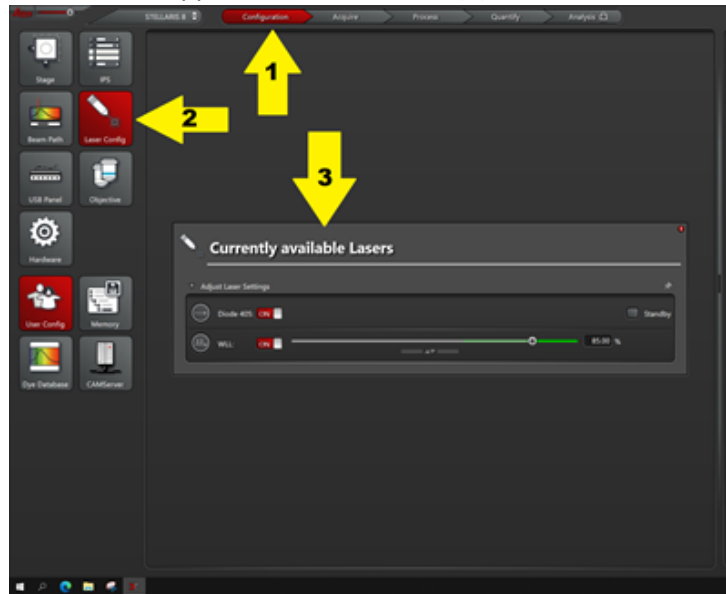 STELLARIS 8
Configuration
Acquire
Process
Quantify
Analysis
1
Stage
IPS
2
Beam Path
Laser Config
3
USB Panel
Objective
Currently available Lasers
Hardware
Adjust Laser Settings
Diode 405: ON
Standby
User Config
Memory
WLL: ON
85.00 %
Dye Database
CAMServer